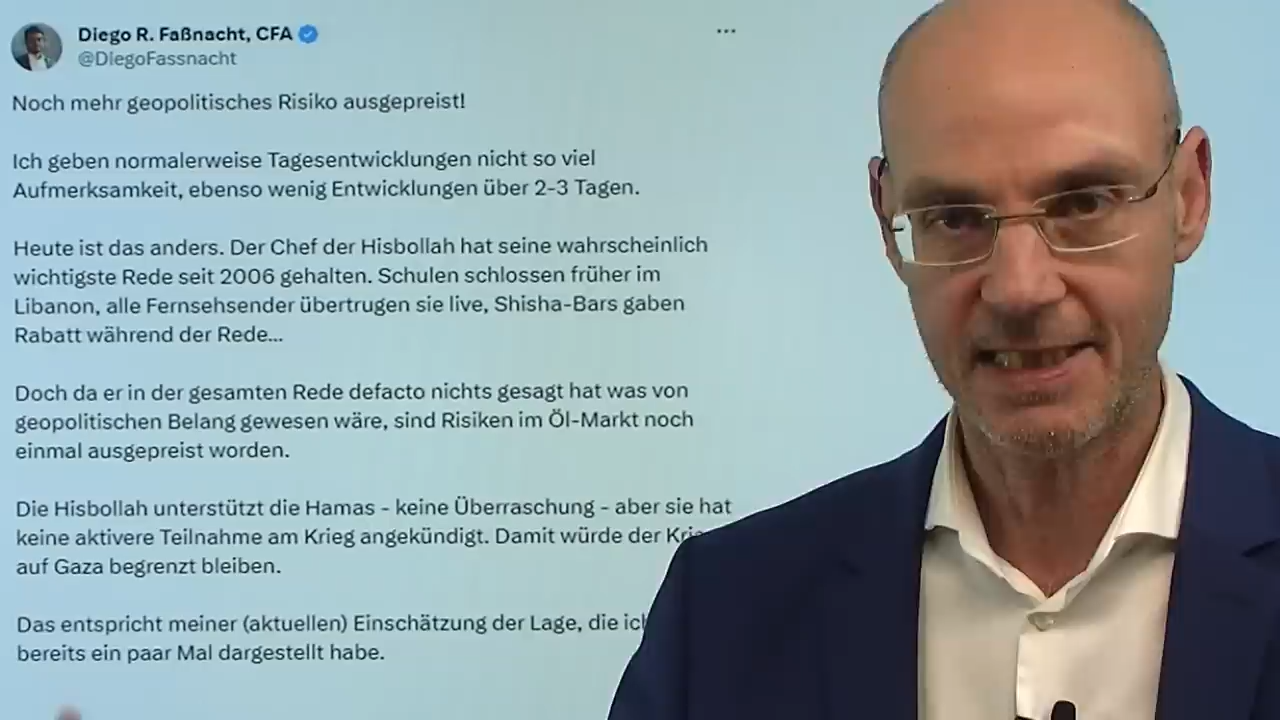 Diego R. Faßnacht, CFA
@DiegoFassnacht
Noch mehr geopolitisches Risiko ausgepreist!
Ich geben normalerweise Tagesentwicklungen nicht so viel
Aufmerksamkeit, ebenso wenig Entwicklungen über 2-3 Tagen.
Heute ist das anders. Der Chef der Hisbollah hat seine wahrscheinlich
wichtigste Rede seit 2006 gehalten. Schulen schlossen früher im
Libanon, alle Fernsehsender übertrugen sie live, Shisha-Bars gaben
Rabatt während der Rede...
Doch da er in der gesamten Rede defacto nichts gesagt hat was von
geopolitischen Belang gewesen wäre, sind Risiken im Öl-Markt noch
einmal ausgepreist worden.
Die Hisbollah unterstützt die Hamas - keine Überraschung - aber sie hat
keine aktivere Teilnahme am Krieg angekündigt. Damit würde der
auf Gaza begrenzt bleiben.
Das entspricht meiner (aktuellen) Einschätzung der Lage, die
bereits ein paar Mal dargestellt habe.